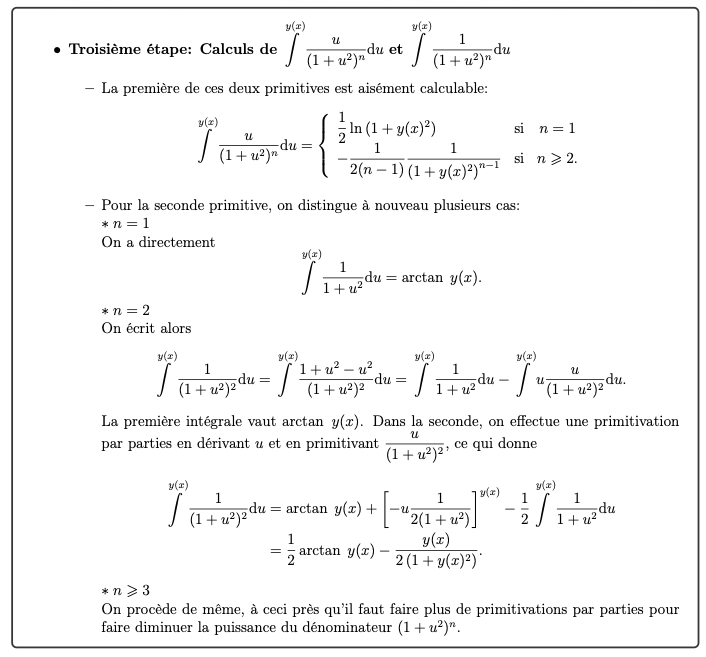 • Troisième étape: Calculs de $\int^{y(x)} \frac{u}{(1+u^2)^n} \mathrm{d}u$ et $\int^{y(x)} \frac{1}{(1+u^2)^n} \mathrm{d}u$
– La première de ces deux primitives est aisément calculable:
$\int^{y(x)} \frac{u}{(1+u^2)^n} \mathrm{d}u = \begin{cases} \frac{1}{2} \ln\left(1+y(x)^2\right) & \text{si } n = 1 \\ -\frac{1}{2(n-1)} \frac{1}{(1+y(x)^2)^{n-1}} & \text{si } n \geqslant 2. \end{cases}$
– Pour la seconde primitive, on distingue à nouveau plusieurs cas:
∗ $n = 1$
On a directement
$\int^{y(x)} \frac{1}{1+u^2} \mathrm{d}u = \arctan\, y(x).$
∗ $n = 2$
On écrit alors
$\int^{y(x)} \frac{1}{(1+u^2)^2} \mathrm{d}u = \int^{y(x)} \frac{1+u^2-u^2}{(1+u^2)^2} \mathrm{d}u = \int^{y(x)} \frac{1}{1+u^2} \mathrm{d}u - \int^{y(x)} u \frac{u}{(1+u^2)^2} \mathrm{d}u.$
La première intégrale vaut arctan $y(x)$. Dans la seconde, on effectue une primitivation
par parties en dérivant $u$ et en primitivant $\frac{u}{(1+u^2)^2}$, ce qui donne
$\int^{y(x)} \frac{1}{(1+u^2)^2} \mathrm{d}u = \arctan\, y(x) + \left[-u \frac{1}{2(1+u^2)}\right]^{y(x)} - \frac{1}{2} \int^{y(x)} \frac{1}{1+u^2} \mathrm{d}u$
$= \frac{1}{2} \arctan\, y(x) - \frac{y(x)}{2\left(1+y(x)^2\right)}.$
∗ $n \geqslant 3$
On procède de même, à ceci près qu'il faut faire plus de primitivations par parties pour
faire diminuer la puissance du dénominateur $(1+u^2)^n$.